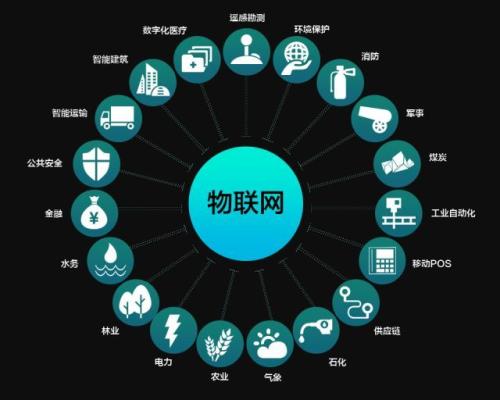 遥感勘测
环境保护
消防
军事
煤炭
工业自动化
移动POS
供应链
石化
气象
农业
电力
林业
水务
金融
公共安全
智能运输
智能建筑
数字化医疗
物联网
¥